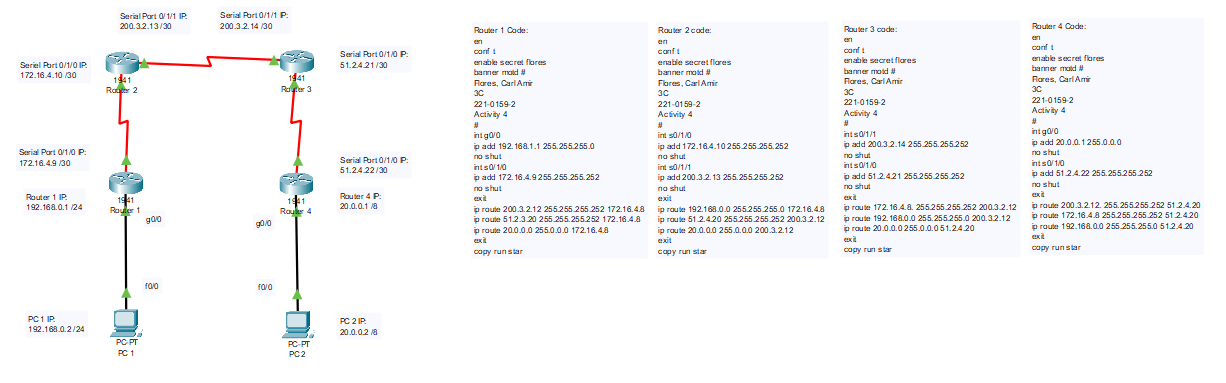 Serial Port 0/1/1 IP:
200.3.2.13 /30
Serial Port 0/1/1 IP:
200.3.2.14 /30
Seriel Port 0/1/0 IP:
172.16.4.10 /30
1941
Router 2
1941
Router 3
Serial Port 0/1/0 IP:
51.2.4.21 /30
Serial Port 0/1/0 IP:
172.16.4.9 /30
Router 1 IP:
192.168.0.1 /24
1941
Router 1
g0/0
Serial Port 0/1/0 IP:
51.2.4.22 /30
1941
Router 4
Router 4 IP:
20.0.0.1 /8
g0/0
f0/0
f0/0
PC 1 IP:
192.168.0.2 /24
PC-PT
PC 1
PC-PT
PC 2
PC 2 IP:
20.0.0.2 /8
Router 1 Code:
en
conf t
enable secret flores
banner motd #
Flores, Carl Amir
3C
221-0159-2
Activity 4
#
int g0/0
ip add 192.168.1.1 255.255.255.0
no shut
int s0/1/0
ip add 172.16.4.9 255.255.255.252
no shut
exit
ip route 200.3.2.12 255.255.255.252 172.16.4.8
ip route 51.2.3.20 255.255.255.252 172.16.4.8
ip route 20.0.0.0 255.0.0.0 172.16.4.8
exit
copy run star
Router 2 code:
en
conf t
enable secret flores
banner motd #
Flores, Carl Amir
3C
221-0159-2
Activity 4
#
int s0/1/0
ip add 172.16.4.10 255.255.255.252
no shut
int s0/1/1
ip add 200.3.2.13 255.255.255.252
no shut
exit
ip route 192.168.0.0 255.255.255.0 172.16.4.8
ip route 51.2.4.20 255.255.255.252 200.3.2.12
ip route 20.0.0.0 255.0.0.0 200.3.2.12
exit
copy run star
Router 3 code:
en
conf t
enable secret flores
banner motd #
Flores, Carl Amir
3C
221-0159-2
Activity 4
#
int s0/1/1
ip add 200.3.2.14 255.255.255.252
no shut
int s0/1/0
ip add 51.2.4.21 255.255.255.252
no shut
exit
ip route 172.16.4.8. 255.255.255.252 200.3.2.12
ip route 192.168.0.0 255.255.255.0 200.3.2.12
ip route 20.0.0.0 255.0.0.0 51.2.4.20
exit
copy run star
Router 4 Code:
en
conf t
enable secret flores
banner motd #
Flores, Carl Amir
3C
221-0159-2
Activity 4
#
int g0/0
ip add 20.0.0.1 255.0.0.0
no shut
int s0/1/0
ip add 51.2.4.22 255.255.255.252
no shut
exit
ip route 200.3.2.12. 255.255.255.252 51.2.4.20
ip route 172.16.4.8 255.255.255.252 51.2.4.20
ip route 192.168.0.0 255.255.255.0 51.2.4.20
exit
copy run star